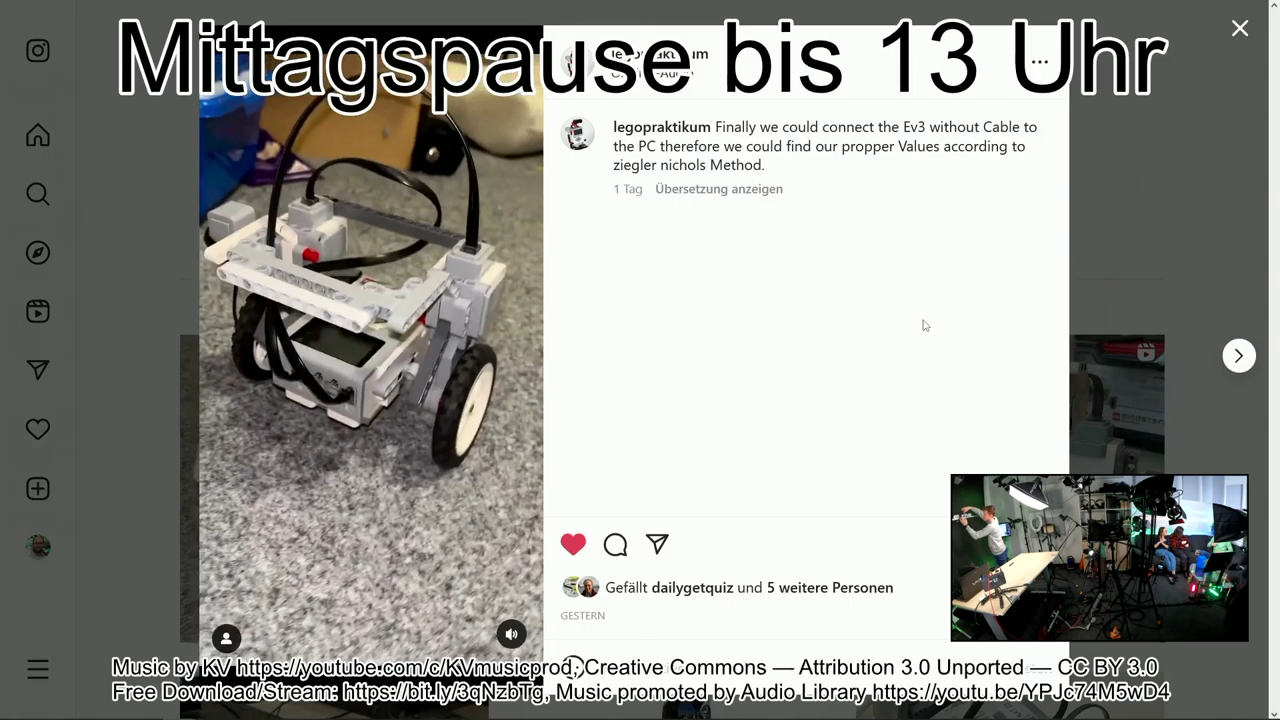 Mittagspause bis 13 Uhr
legopraktikum
legopraktikum Finally we could connect the Ev3 without Cable to
the PC therefore we could find our propper Values according to
ziegler nichols Method.
1 Tag Übersetzung anzeigen
Gefällt dailygetquiz und 5 weitere Personen
GESTERN
Music by KV https://youtube.com/c/KVmusicprod; Creative Commons — Attribution 3.0 Unported — CC BY 3.0
Free Download/Stream: https://bit.ly/3qNzbTg, Music promoted by Audio Library https://youtu.be/YPJc74M5wD4